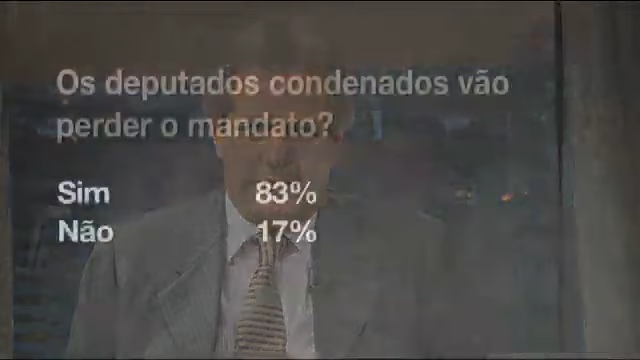 Os deputados condenados vão
perder o mandato?
Sim 83%
Não 17%